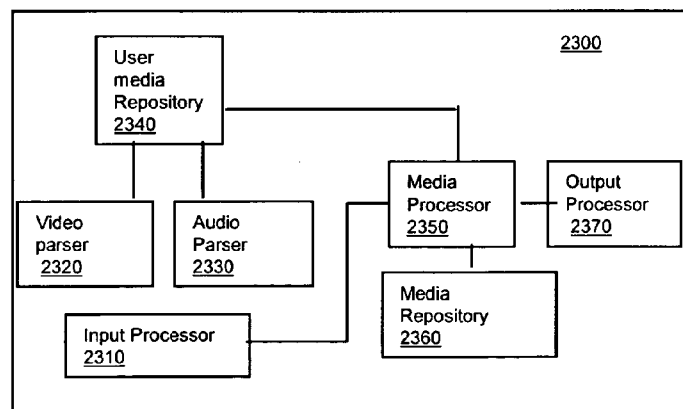 2300
User
media
Repository
2340
Media
Processor
2350
Output
Processor
2370
Video
parser
2320
Audio
Parser
2330
Media
Repository
2360
Input Processor
2310